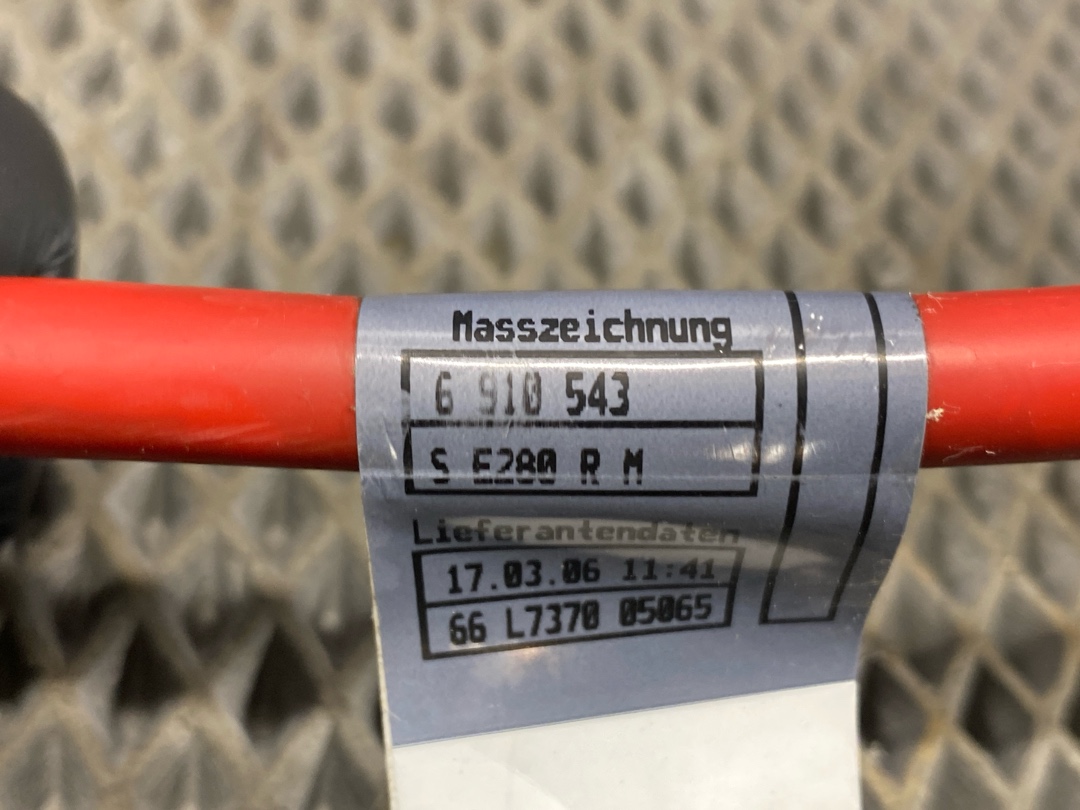 Masszeichnung
6 910 543
S E280 R M
Lieferantendaten
17.03.06 11:41
66 L7370 05065